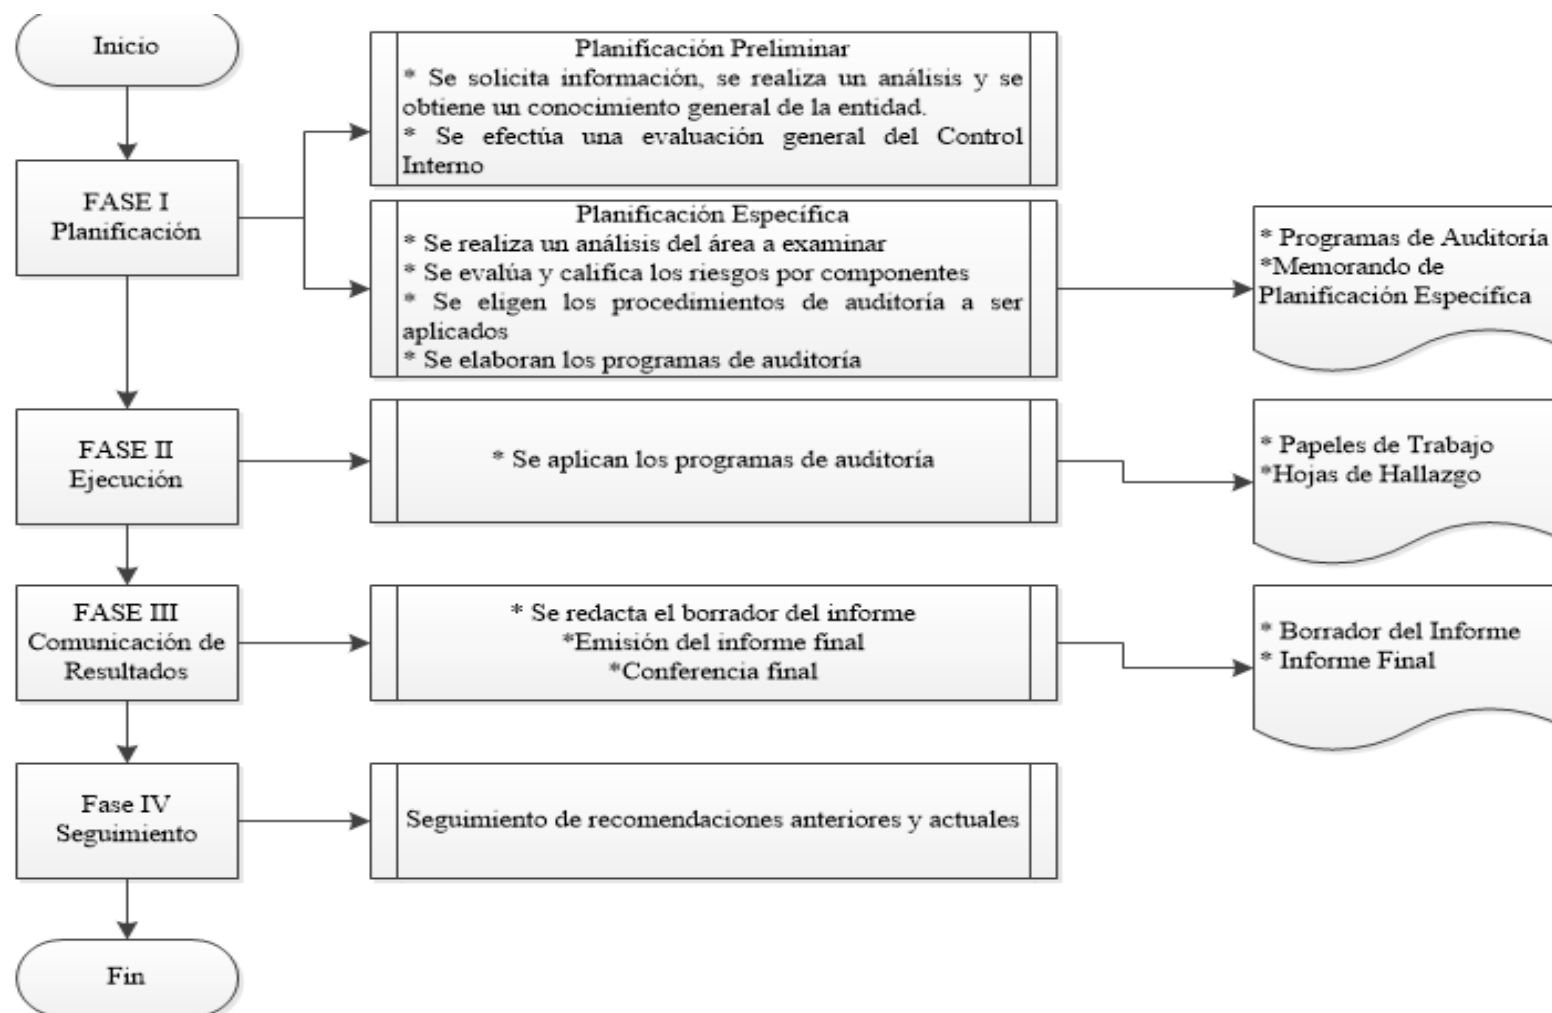 Inicio
Planificación Preliminar
* Se solicita información, se realiza un análisis y se
obtiene un conocimiento general de la entidad.
* Se efectúa una evaluación general del Control
Interno
FASE I
Planificación
Planificación Específica
* Se realiza un análisis del área a examinar
* Se evalúa y califica los riesgos por componentes
* Se eligen los procedimientos de auditoría a ser
aplicados
* Se elaboran los programas de auditoría
* Programas de Auditoría
*Memorando de
Planificación Específica
FASE II
Ejecución
* Se aplican los programas de auditoría
* Papeles de Trabajo
*Hojas de Hallazgo
FASE III
Comunicación de
Resultados
* Se redacta el borrador del informe
*Emisión del informe final
*Conferencia final
* Borrador del Informe
* Informe Final
Fase IV
Seguimiento
Seguimiento de recomendaciones anteriores y actuales
Fin